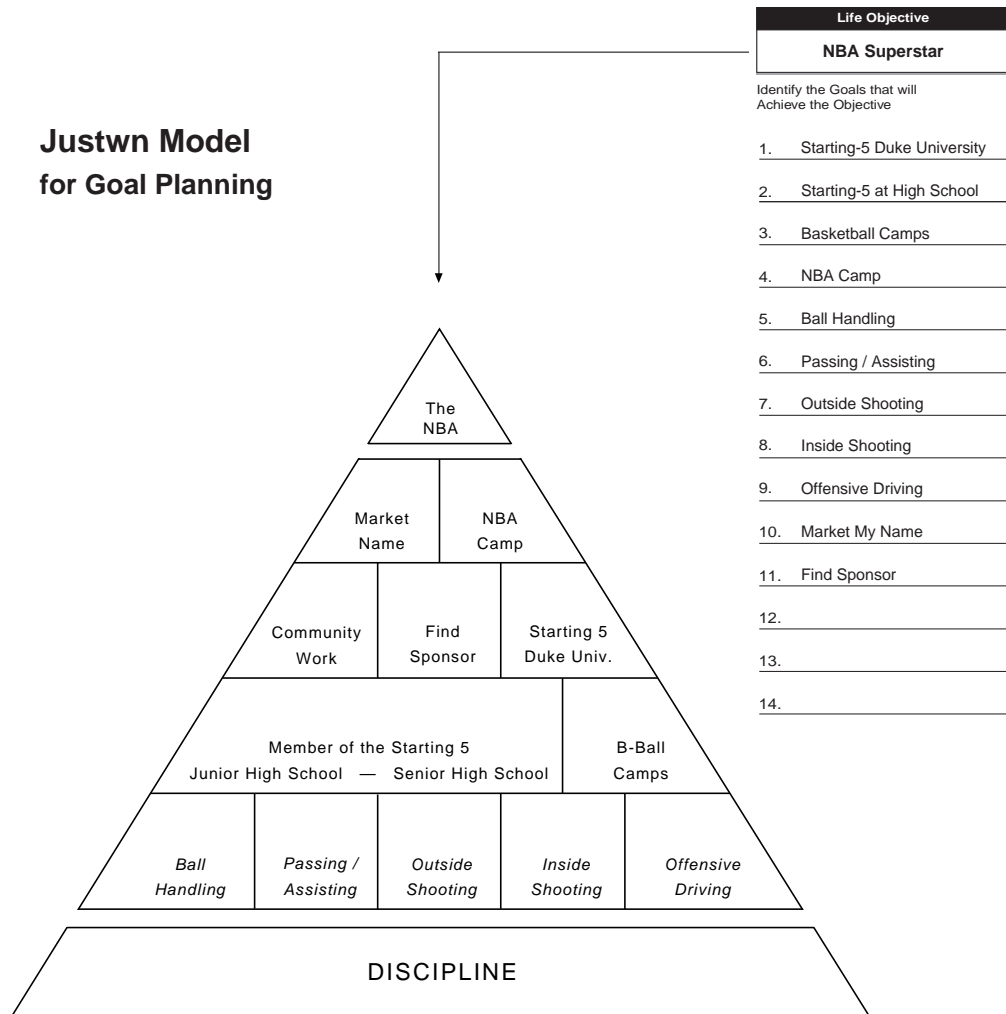 Life Objective
NBA Superstar
Identify the Goals that will
Achieve the Objective
Justwn Model
for Goal Planning
1. Starting-5 Duke University
2. Starting-5 at High School
3. Basketball Camps
4. NBA Camp
5. Ball Handling
6. Passing / Assisting
7. Outside Shooting
8. Inside Shooting
9. Offensive Driving
10. Market My Name
11. Find Sponsor
12.
13.
14.
The
NBA
Market
Name
NBA
Camp
Community
Work
Find
Sponsor
Starting 5
Duke Univ.
Member of the Starting 5
Junior High School — Senior High School
B-Ball
Camps
Ball
Handling
Passing /
Assisting
Outside
Shooting
Inside
Shooting
Offensive
Driving
DISCIPLINE